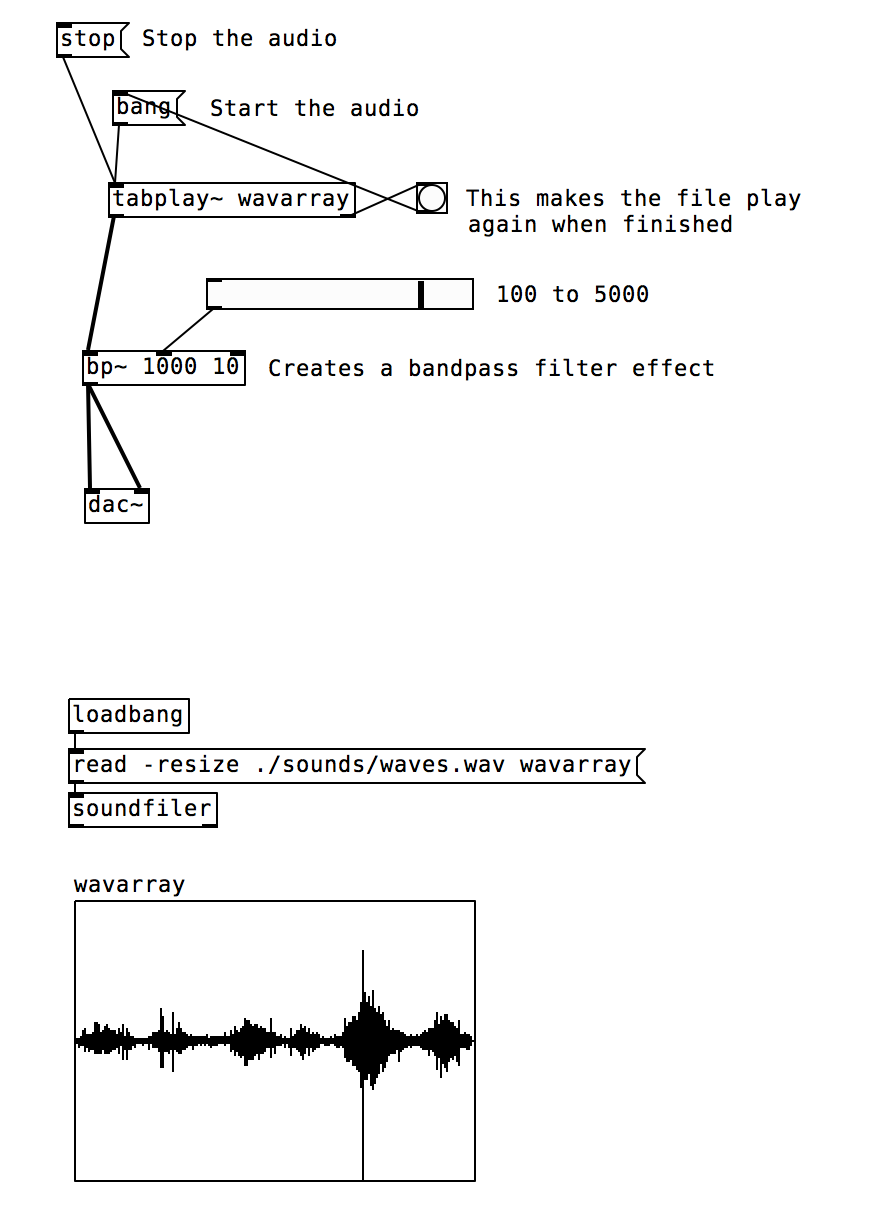 stop Stop the audio
bang Start the audio
tabplay~ wavarray This makes the file play
again when finished
100 to 5000
bp~ 1000 10 Creates a bandpass filter effect
dac~
loadbang
read -resize ./sounds/waves.wav wavarray
soundfiler
wavarray